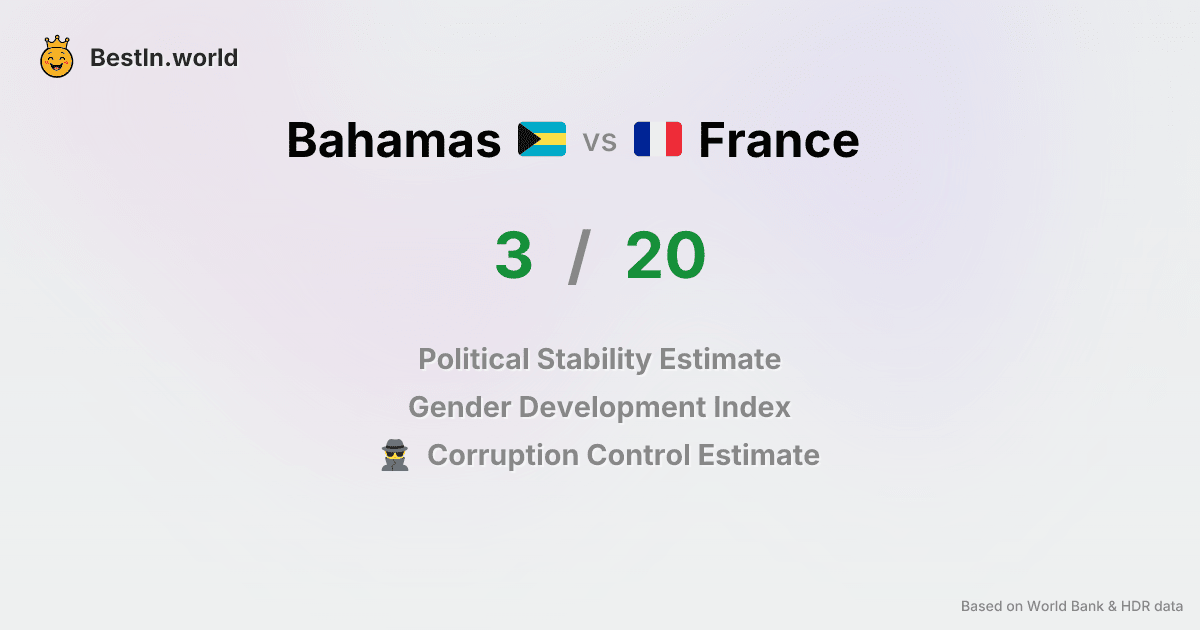 BestIn.world
Bahamas vs France
3 / 20
Political Stability Estimate
Gender Development Index
Corruption Control Estimate
Based on World Bank & HDR data